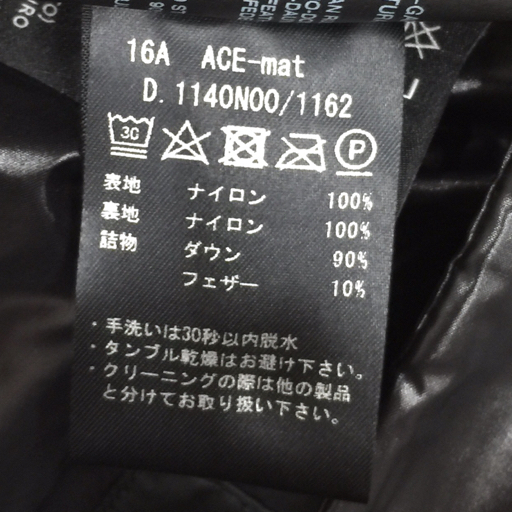 16A ACE-mat
D.1140N00/1162
30 P
表地 ナイロン 100%
裏地 ナイロン 100%
詰物 ダウン 90%
フェザー 10%
・手洗いは30秒以内脱水
・タンブル乾燥はお避け下さい。
・クリーニングの際は他の製品
と分けてお取り扱い下さい。